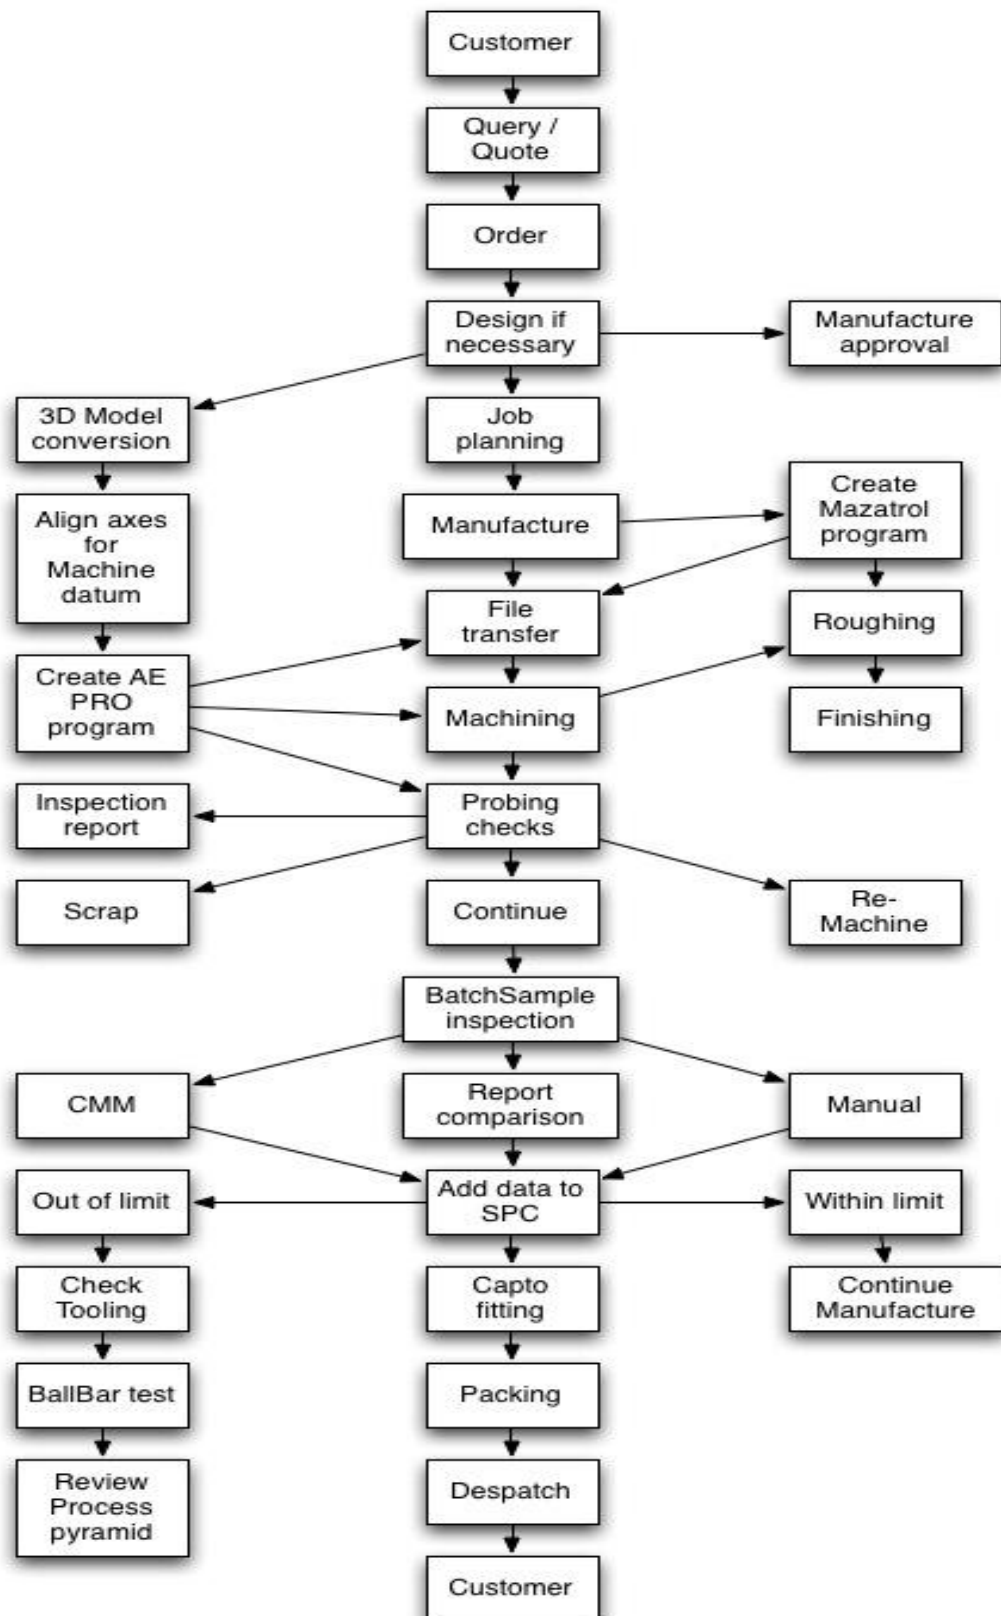 Customer
Query /
Quote
Order
Design if
necessary
Manufacture
approval
3D Model
conversion
Job
planning
Create
Mazatrol
program
Align axes
for
Machine
datum
Manufacture
File
transfer
Roughing
Create AE
PRO
program
Machining
Finishing
Inspection
report
Probing
checks
Scrap
Continue
Re-
Machine
BatchSample
inspection
CMM
Report
comparison
Manual
Out of limit
Add data to
SPC
Within limit
Check
Tooling
Capto
fitting
Continue
Manufacture
BallBar test
Packing
Review
Process
pyramid
Despatch
Customer